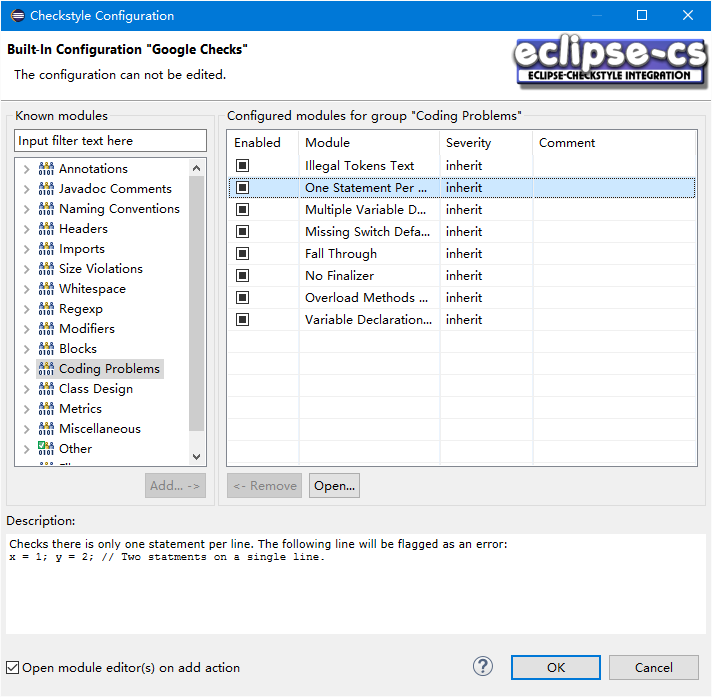 Checkstyle Configuration
Built-In Configuration "Google Checks"
The configuration can not be edited.
eclipse-cs
ECLIPSE-CHECKSTYLE INTEGRATION
Known modules
Input filter text here
Annotations
Javadoc Comments
Naming Conventions
Headers
Imports
Size Violations
Whitespace
Regexp
Modifiers
Blocks
Coding Problems
Class Design
Metrics
Miscellaneous
Other
Add... ->
Configured modules for group "Coding Problems"
Enabled Module Severity Comment
Illegal Tokens Text inherit
One Statement Per ... inherit
Multiple Variable D... inherit
Missing Switch Defa... inherit
Fall Through inherit
No Finalizer inherit
Overload Methods ... inherit
Variable Declaration... inherit
<- Remove Open...
Description:
Checks there is only one statement per line. The following line will be flagged as an error:
x = 1; y = 2; // Two statments on a single line.
Open module editor(s) on add action
? OK Cancel